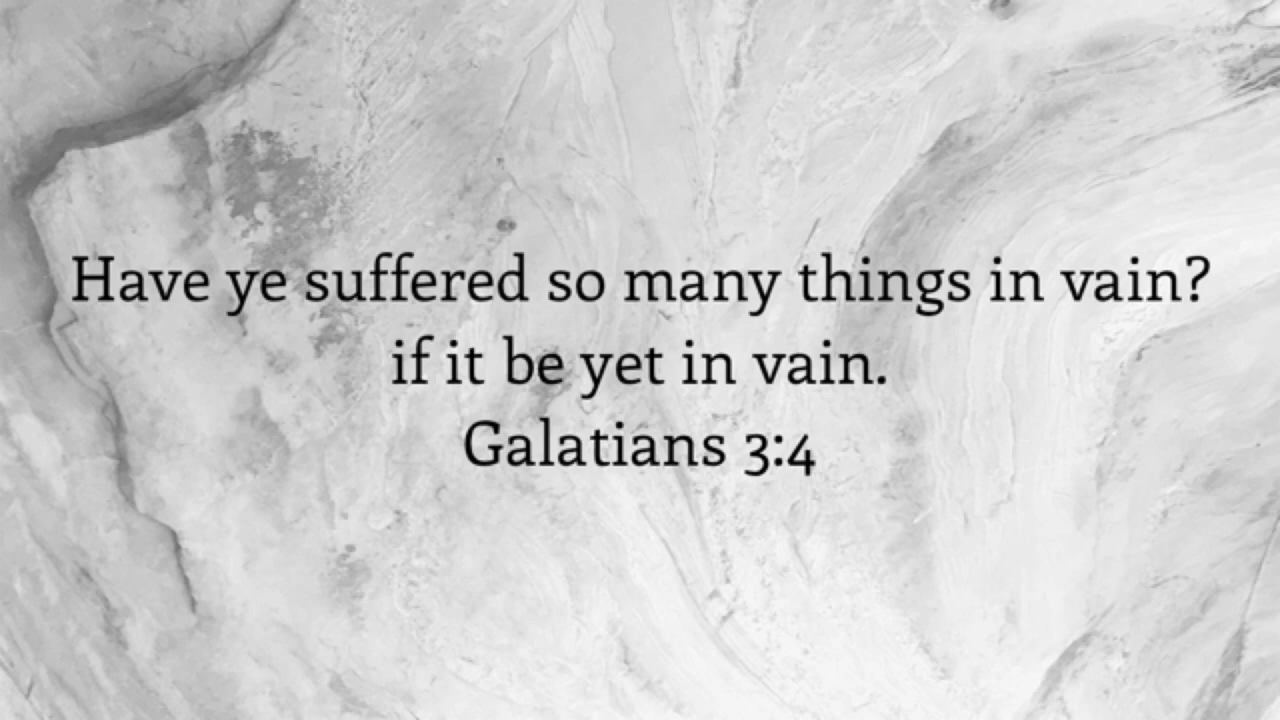 Have ye suffered so many things in vain?
if it be yet in vain.
Galatians 3:4